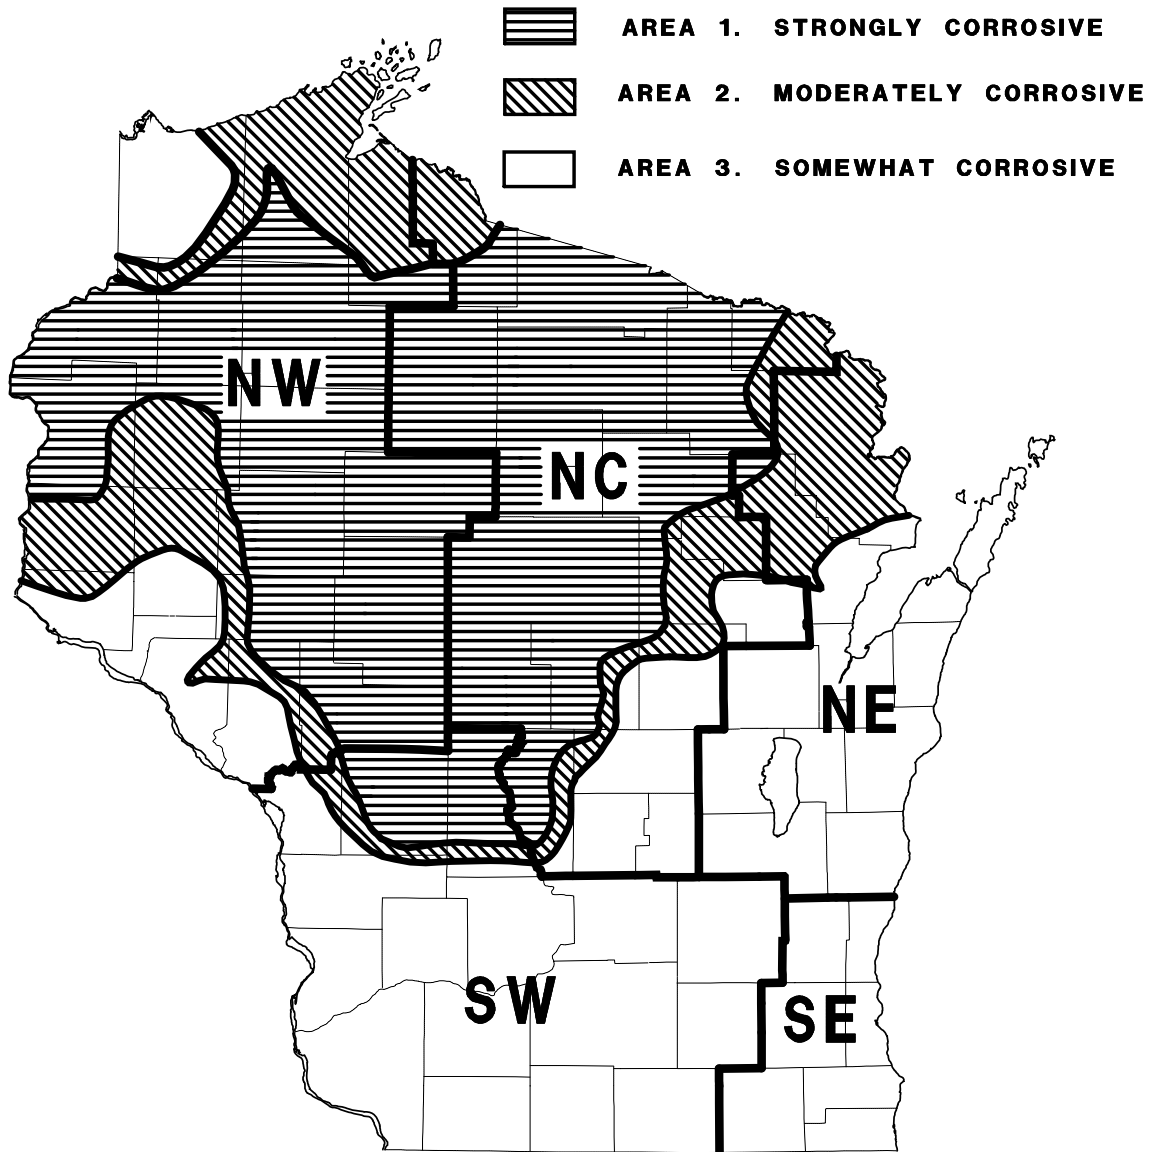 AREA 1. STRONGLY CORROSIVE
AREA 2. MODERATELY CORROSIVE
AREA 3. SOMEWHAT CORROSIVE
NW
NC
NE
SW
SE